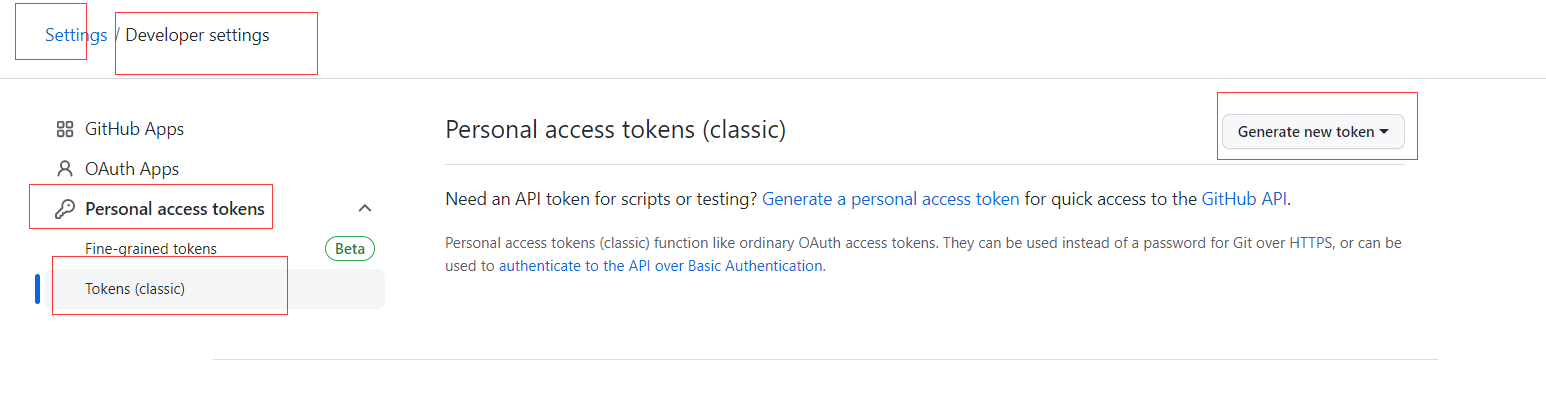 Settings / Developer settings
GitHub Apps
OAuth Apps
Personal access tokens
Fine-grained tokens Beta
Tokens (classic)
Personal access tokens (classic)
Generate new token
Need an API token for scripts or testing? Generate a personal access token for quick access to the GitHub API.
Personal access tokens (classic) function like ordinary OAuth access tokens. They can be used instead of a password for Git over HTTPS, or can be
used to authenticate to the API over Basic Authentication.